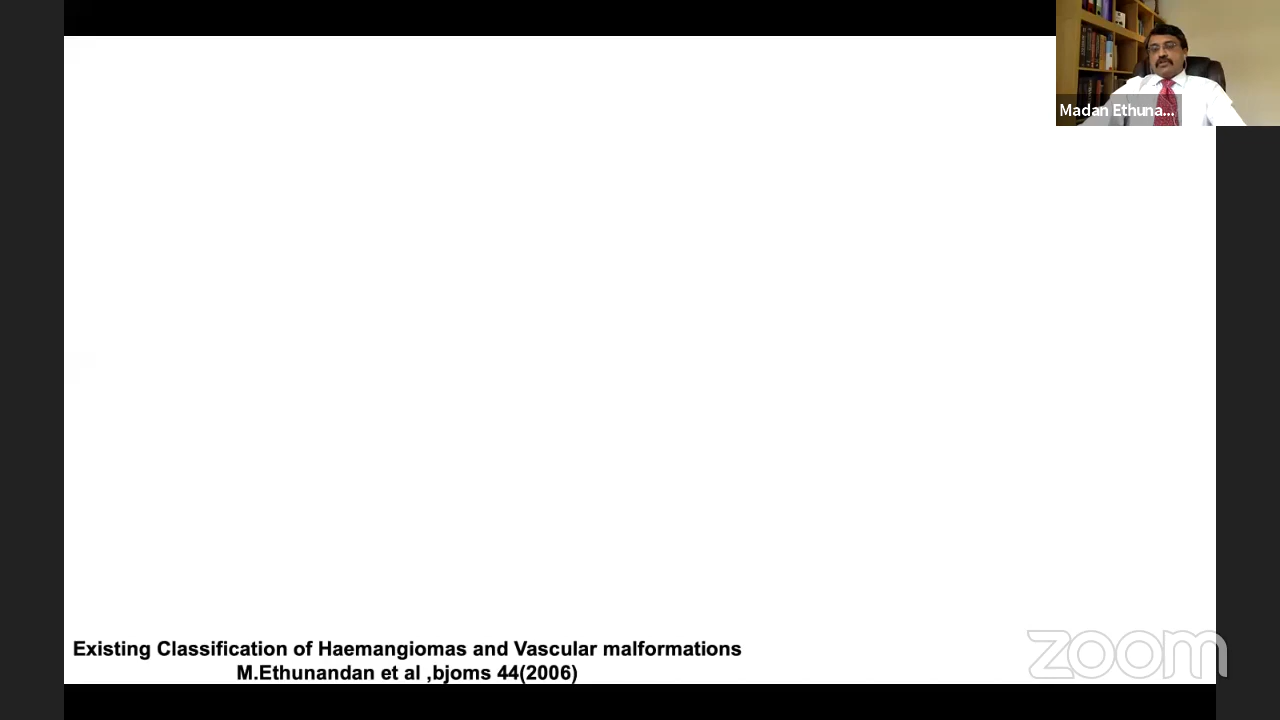 Madan Ethuna...
Existing Classification of Haemangiomas and Vascular malformations
M.Ethunandan et al ,bjoms 44(2006)
zoom